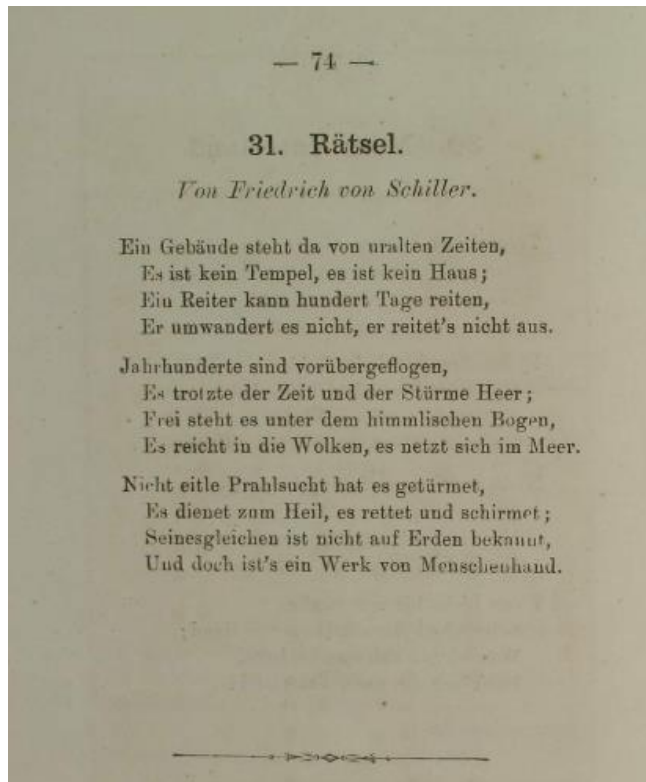 — 74 —
31. Rätsel.
Von Friedrich von Schiller.
Ein Gebäude steht da von uralten Zeiten,
Es ist kein Tempel, es ist kein Haus;
Ein Reiter kann hundert Tage reiten,
Er umwandert es nicht, er reitet's nicht aus.
Jahrhunderte sind vorübergeflogen,
Es trotzte der Zeit und der Stürme Heer;
Frei steht es unter dem himmlischen Bogen,
Es reicht in die Wolken, es netzt sich im Meer.
Nicht eitle Prahlsucht hat es getürmet,
Es dienet zum Heil, es rettet und schirmet;
Seinesgleichen ist nicht auf Erden bekannt,
Und doch ist's ein Werk von Menschenhand.